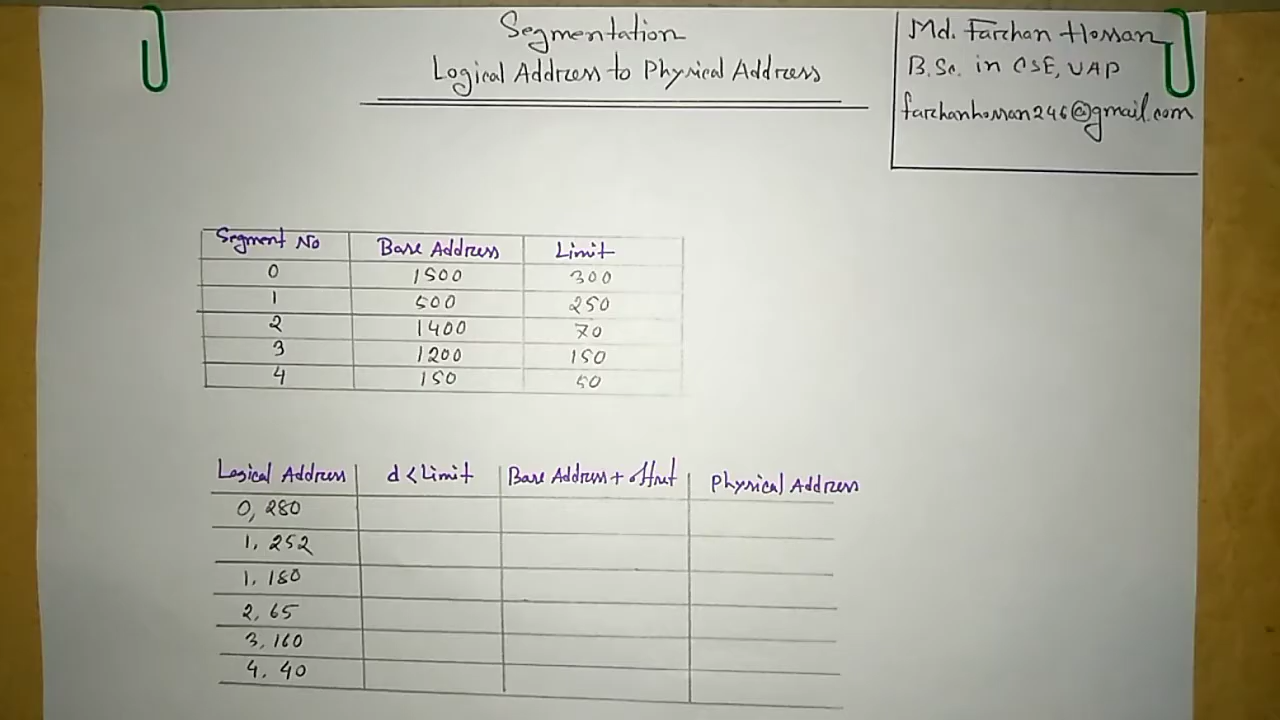 Segmentation
Logical Address to Physical Address
Md. Farhan Hossan
B.Sc. in CSE, UAP
farhanhossan246@gmail.com
Segment No Base Address Limit
0 1500 300
1 500 250
2 1400 70
3 1200 150
4 150 50
Logical Address d < Limit Base Address + offset Physical Address
0, 280
1, 252
1, 180
2, 65
3, 160
4, 40